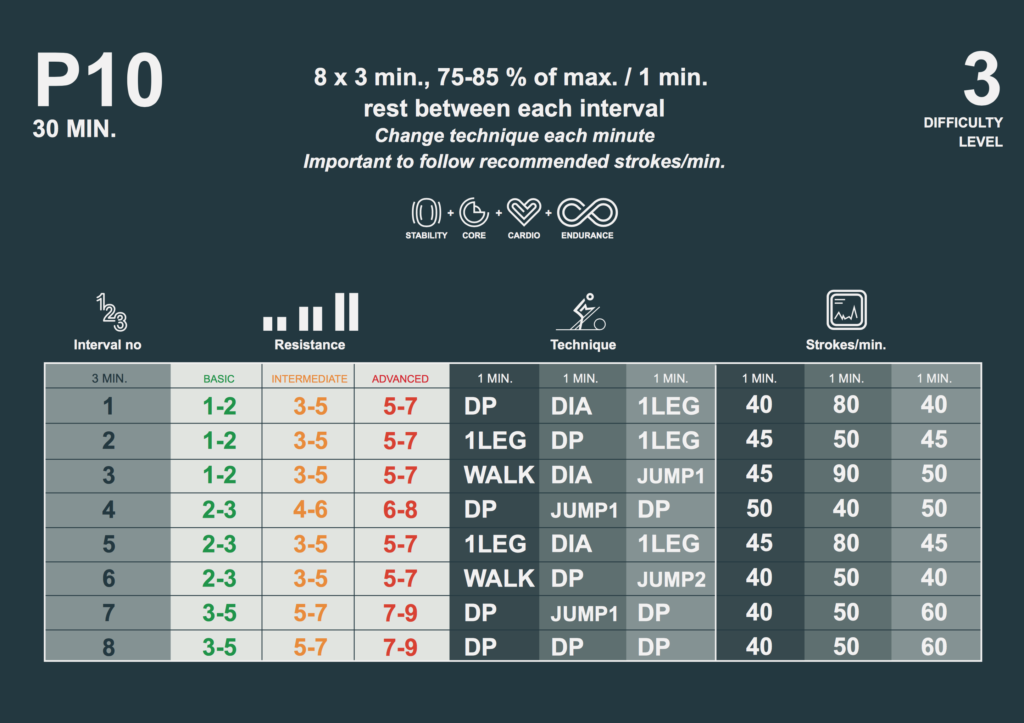 P10
30 MIN.
8 x 3 min., 75-85 % of max. / 1 min.
rest between each interval
Change technique each minute
Important to follow recommended strokes/min.
3
DIFFICULTY
LEVEL
STABILITY + CORE + CARDIO + ENDURANCE
123
Interval no Resistance Technique Strokes/min.
3 MIN. BASIC INTERMEDIATE ADVANCED 1 MIN. 1 MIN. 1 MIN. 1 MIN. 1 MIN. 1 MIN.
1 1-2 3-5 5-7 DP DIA 1LEG 40 80 40
2 1-2 3-5 5-7 1LEG DP 1LEG 45 50 45
3 1-2 3-5 5-7 WALK DIA JUMP1 45 90 50
4 2-3 4-6 6-8 DP JUMP1 DP 50 40 50
5 2-3 3-5 5-7 1LEG DIA 1LEG 45 80 45
6 2-3 3-5 5-7 WALK DP JUMP2 40 50 40
7 3-5 5-7 7-9 DP JUMP1 DP 40 50 60
8 3-5 5-7 7-9 DP DP DP 40 50 60